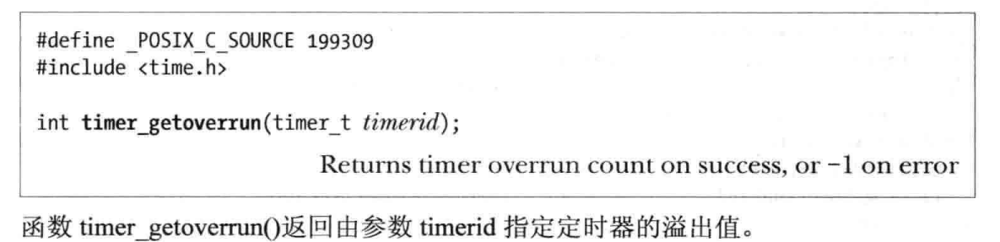 #define _POSIX_C_SOURCE 199309
#include <time.h>
int timer_getoverrun(timer_t timerid);
Returns timer overrun count on success, or −1 on error
函数 timer_getoverrun()返回由参数 timerid 指定定时器的溢出值。